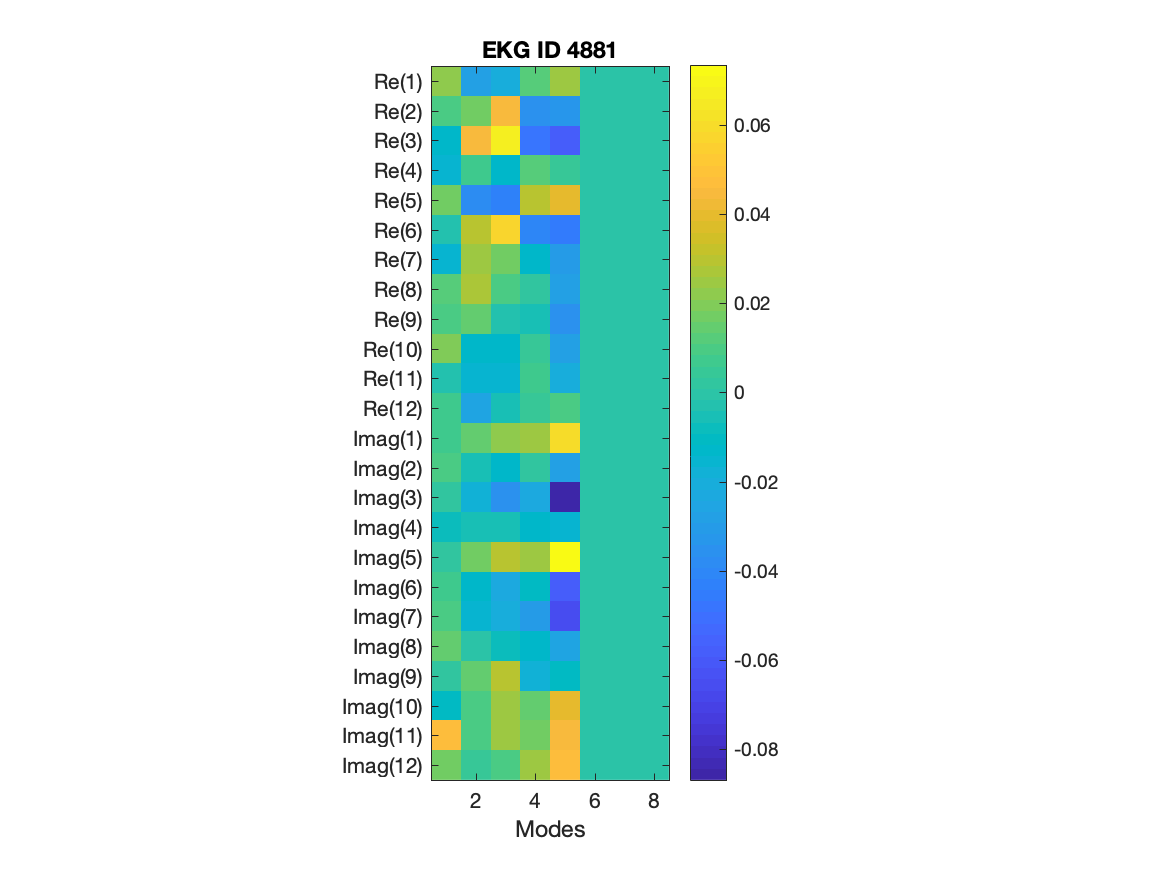 EKG ID 4881
Re(1)
Re(2)
Re(3)
Re(4)
Re(5)
Re(6)
Re(7)
Re(8)
Re(9)
Re(10)
Re(11)
Re(12)
Imag(1)
Imag(2)
Imag(3)
Imag(4)
Imag(5)
Imag(6)
Imag(7)
Imag(8)
Imag(9)
Imag(10)
Imag(11)
Imag(12)
2 4 6 8
Modes
0.06
0.04
0.02
0
-0.02
-0.04
-0.06
-0.08